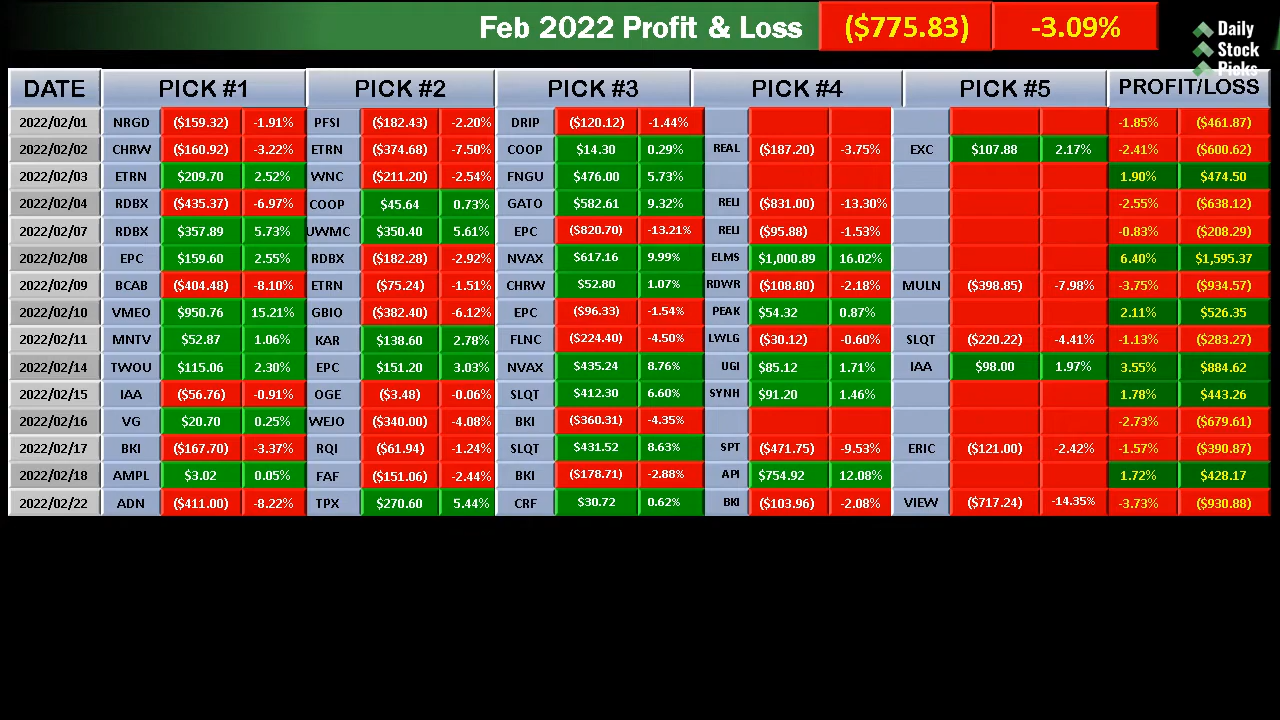 Feb 2022 Profit & Loss ($775.83) -3.09%
Daily
Stock
Picks
DATE PICK #1 PICK #2 PICK #3 PICK #4 PICK #5 PROFIT/LOSS
2022/02/01 NRGD ($159.32) -1.91% PFSI ($182.43) -2.20% DRIP ($120.12) -1.44% -1.85% ($461.87)
2022/02/02 CHRW ($160.92) -3.22% ETRN ($374.68) -7.50% COOP $14.30 0.29% REAL ($187.20) -3.75% EXC $107.88 2.17% -2.41% ($600.62)
2022/02/03 ETRN $209.70 2.52% WNC ($211.20) -2.54% FNGU $476.00 5.73% 1.90% $474.50
2022/02/04 RDBX ($435.37) -6.97% COOP $45.64 0.73% GATO $582.61 9.32% RELI ($831.00) -13.30% -2.55% ($638.12)
2022/02/07 RDBX $357.89 5.73% UWMC $350.40 5.61% EPC ($820.70) -13.21% RELI ($95.88) -1.53% -0.83% ($208.29)
2022/02/08 EPC $159.60 2.55% RDBX ($182.28) -2.92% NVAX $617.16 9.99% ELMS $1,000.89 16.02% 6.40% $1,595.37
2022/02/09 BCAB ($404.48) -8.10% ETRN ($75.24) -1.51% CHRW $52.80 1.07% RDWR ($108.80) -2.18% MULN ($398.85) -7.98% -3.75% ($934.57)
2022/02/10 VMEO $950.76 15.21% GBIO ($382.40) -6.12% EPC ($96.33) -1.54% PEAK $54.32 0.87% 2.11% $526.35
2022/02/11 MNTV $52.87 1.06% KAR $138.60 2.78% FLNC ($224.40) -4.50% LWLG ($30.12) -0.60% SLQT ($220.22) -4.41% -1.13% ($283.27)
2022/02/14 TWOU $115.06 2.30% EPC $151.20 3.03% NVAX $435.24 8.76% UGI $85.12 1.71% IAA $98.00 1.97% 3.55% $884.62
2022/02/15 IAA ($56.76) -0.91% OGE ($3.48) -0.06% SLQT $412.30 6.60% SYNH $91.20 1.46% 1.78% $443.26
2022/02/16 VG $20.70 0.25% WEJO ($340.00) -4.08% BKI ($360.31) -4.35% -2.73% ($679.61)
2022/02/17 BKI ($167.70) -3.37% RQI ($61.94) -1.24% SLQT $431.52 8.63% SPT ($471.75) -9.53% ERIC ($121.00) -2.42% -1.57% ($390.87)
2022/02/18 AMPL $3.02 0.05% FAF ($151.06) -2.44% BKI ($178.71) -2.88% API $754.92 12.08% 1.72% $428.17
2022/02/22 ADN ($411.00) -8.22% TPX $270.60 5.44% CRF $30.72 0.62% BKI ($103.96) -2.08% VIEW ($717.24) -14.35% -3.73% ($930.88)